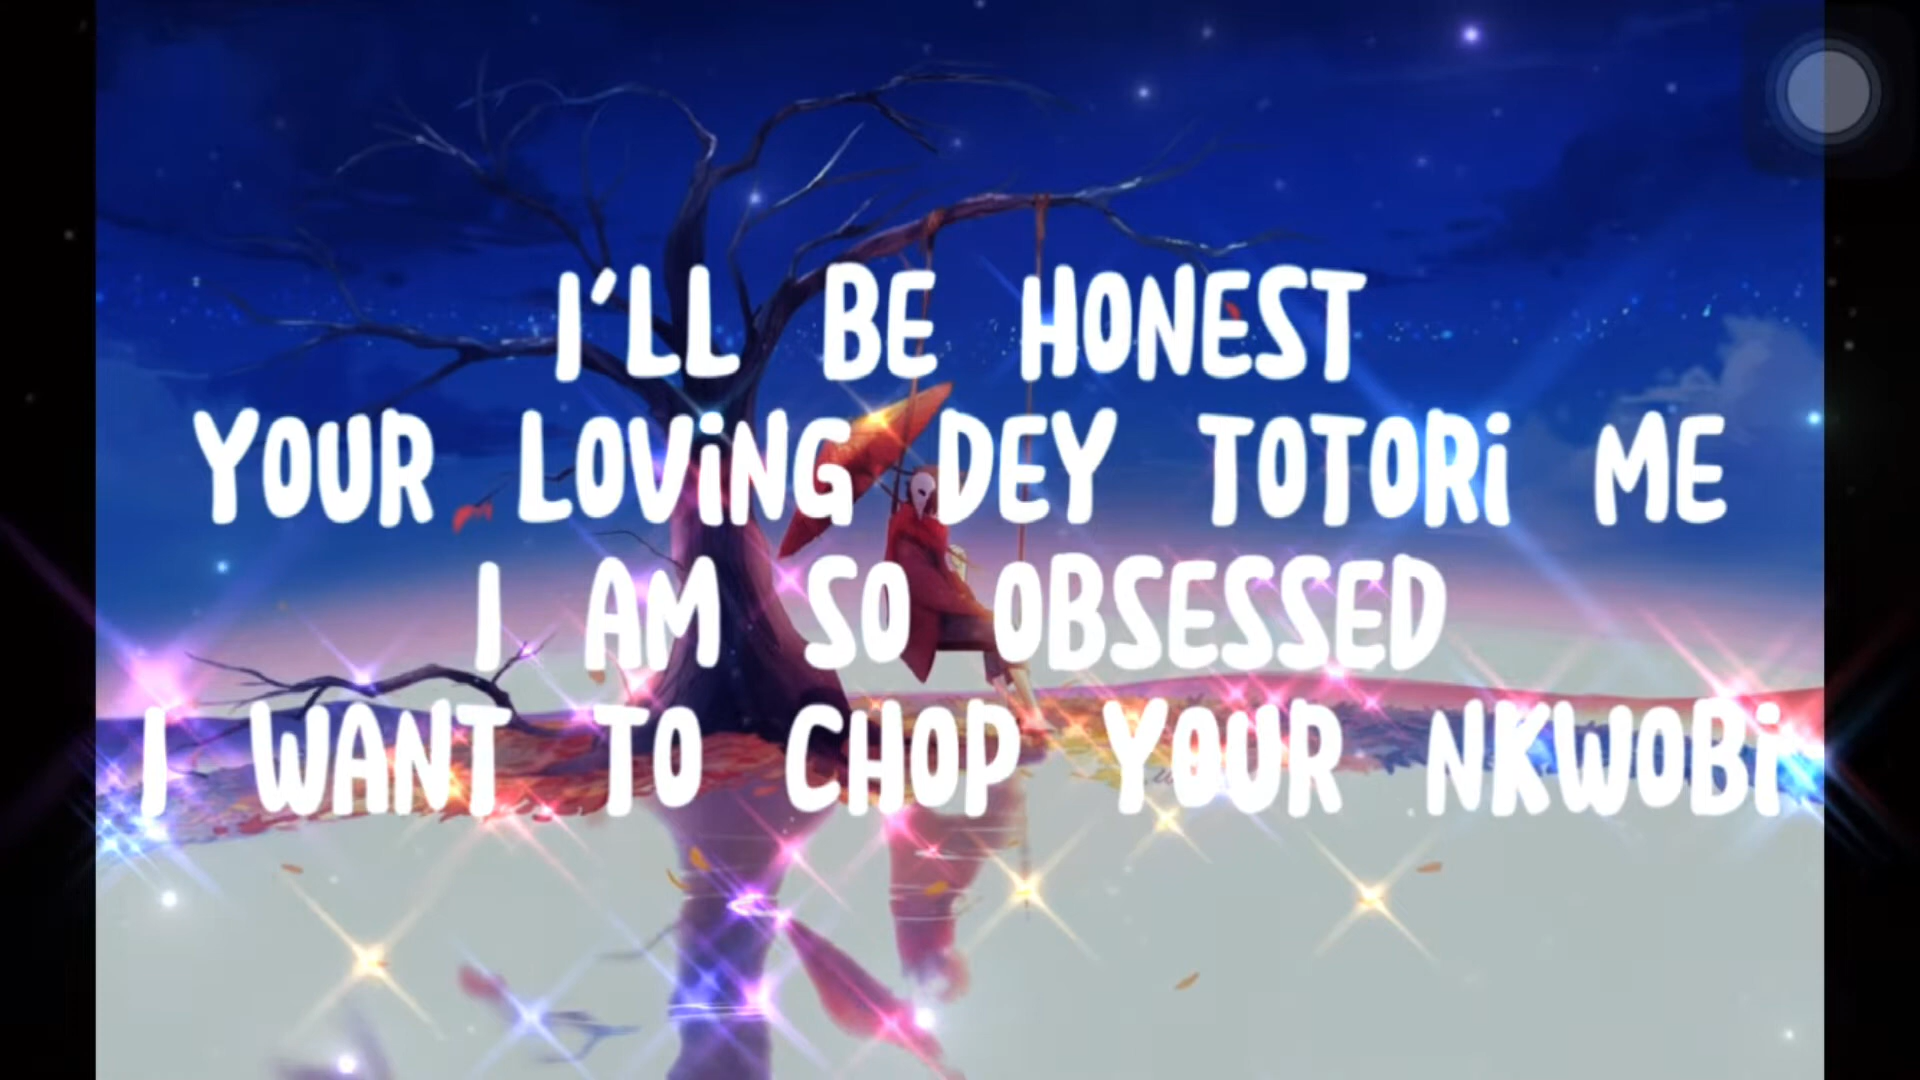 I'LL BE HONEST
YOUR LOViNG DEY TOTORi ME
I AM SO OBSESSED
I WANT TO CHOP YOUR NKWOBi